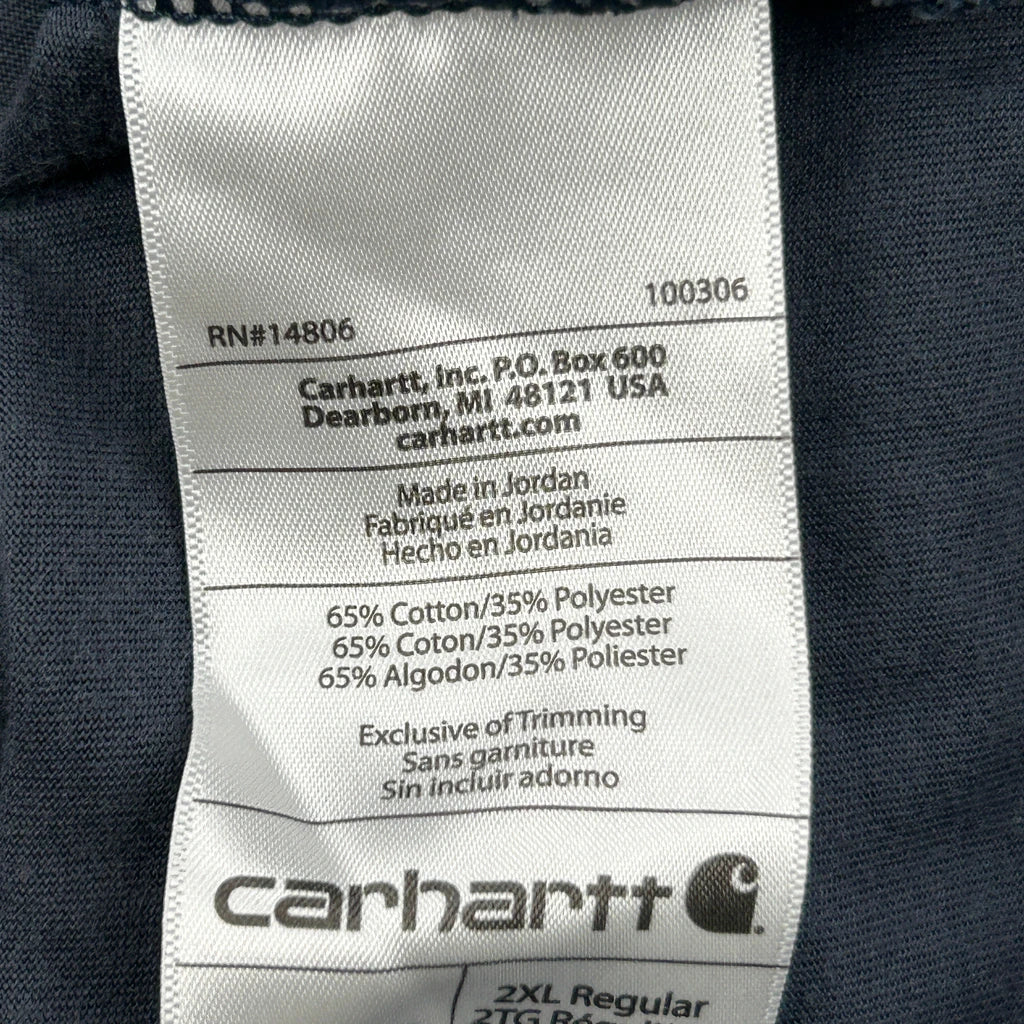 100306
RN#14806
Carhartt, Inc. P.O. Box 600
Dearborn, MI 48121 USA
carhartt.com
Made in Jordan
Fabriqué en Jordanie
Hecho en Jordania
65% Cotton/35% Polyester
65% Coton/35% Polyester
65% Algodon/35% Poliester
Exclusive of Trimming
Sans garniture
Sin incluir adorno
carhartt
2XL Regular
2TG